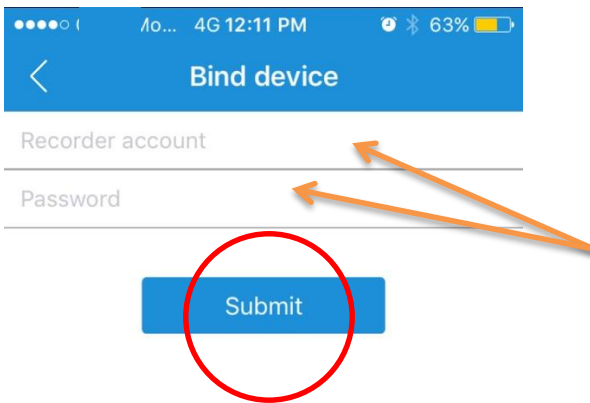 4G 12:11 PM 63%
Bind device
Recorder account
Password
Submit